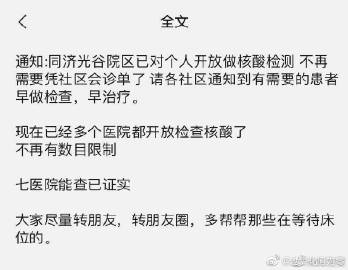 全文
通知:同济光谷院区已对个人开放做核酸检测 不再
需要凭社区会诊单了 请各社区通知到有需要的患者
早做检查，早治疗。
现在已经多个医院都开放检查核酸了
不再有数目限制
七医院能查已证实
大家尽量转朋友，转朋友圈，多帮帮那些在等待床
位的。